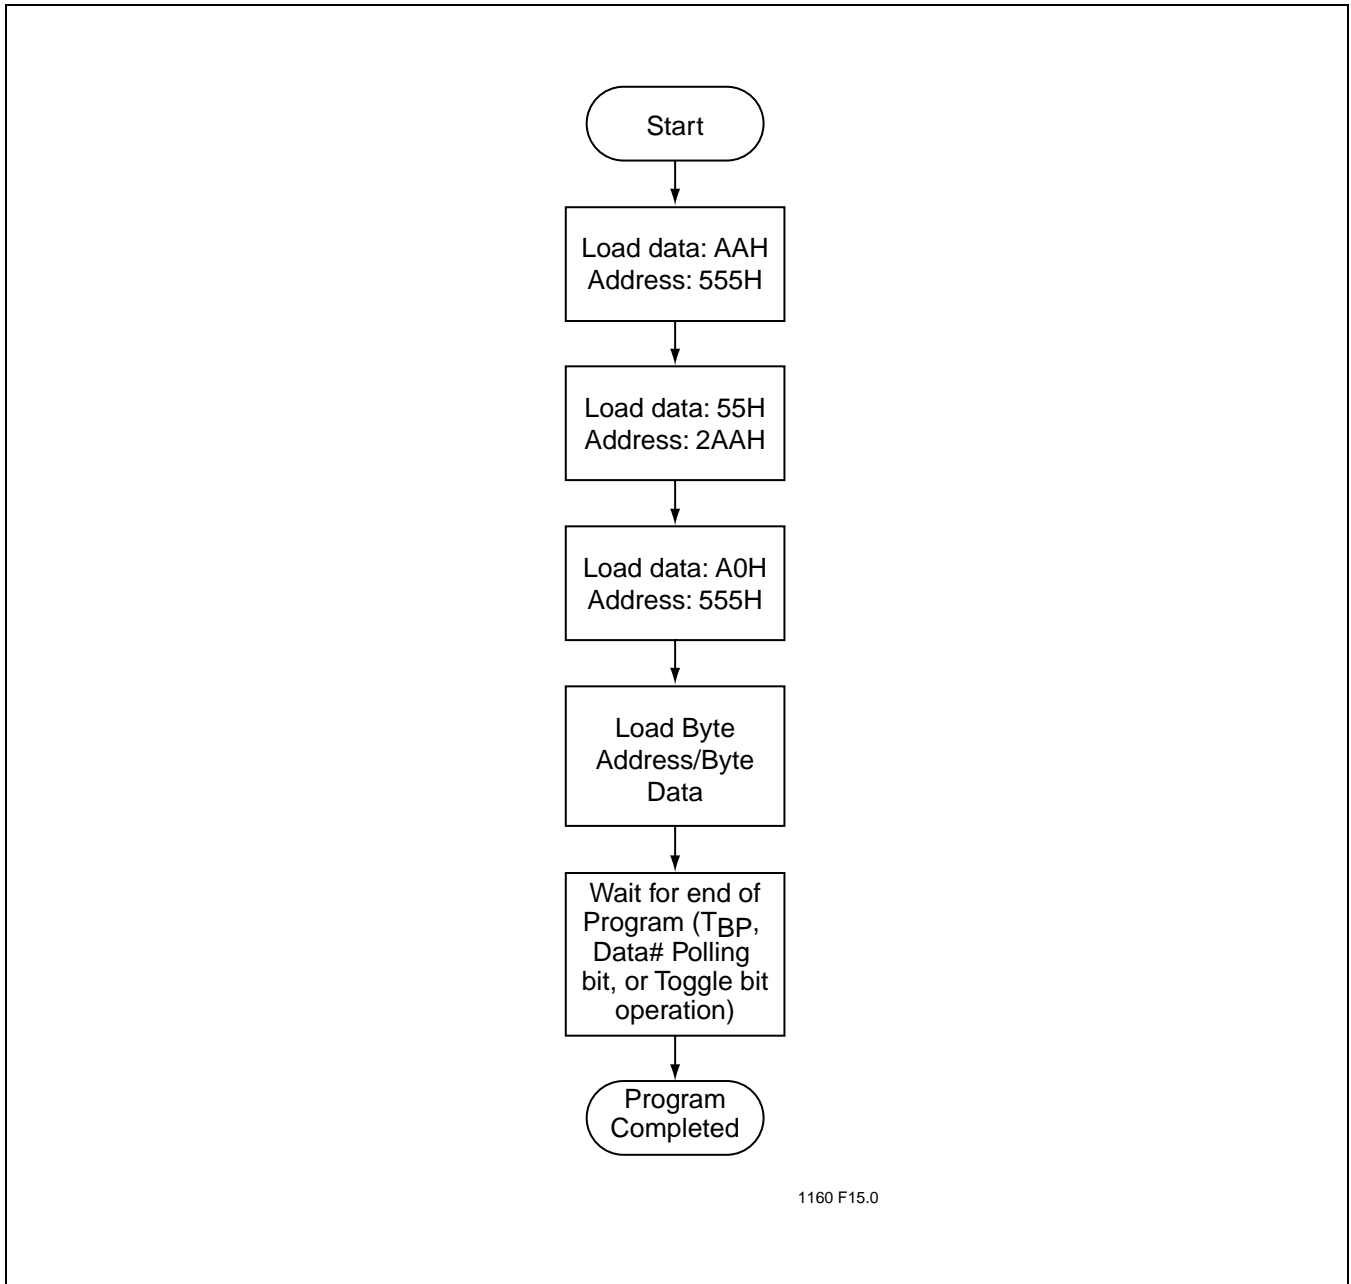 Start
Load data: AAH
Address: 555H
Load data: 55H
Address: 2AAH
Load data: A0H
Address: 555H
Load Byte
Address/Byte
Data
Wait for end of
Program (TBP,
Data# Polling
bit, or Toggle bit
operation)
Program
Completed
1160 F15.0